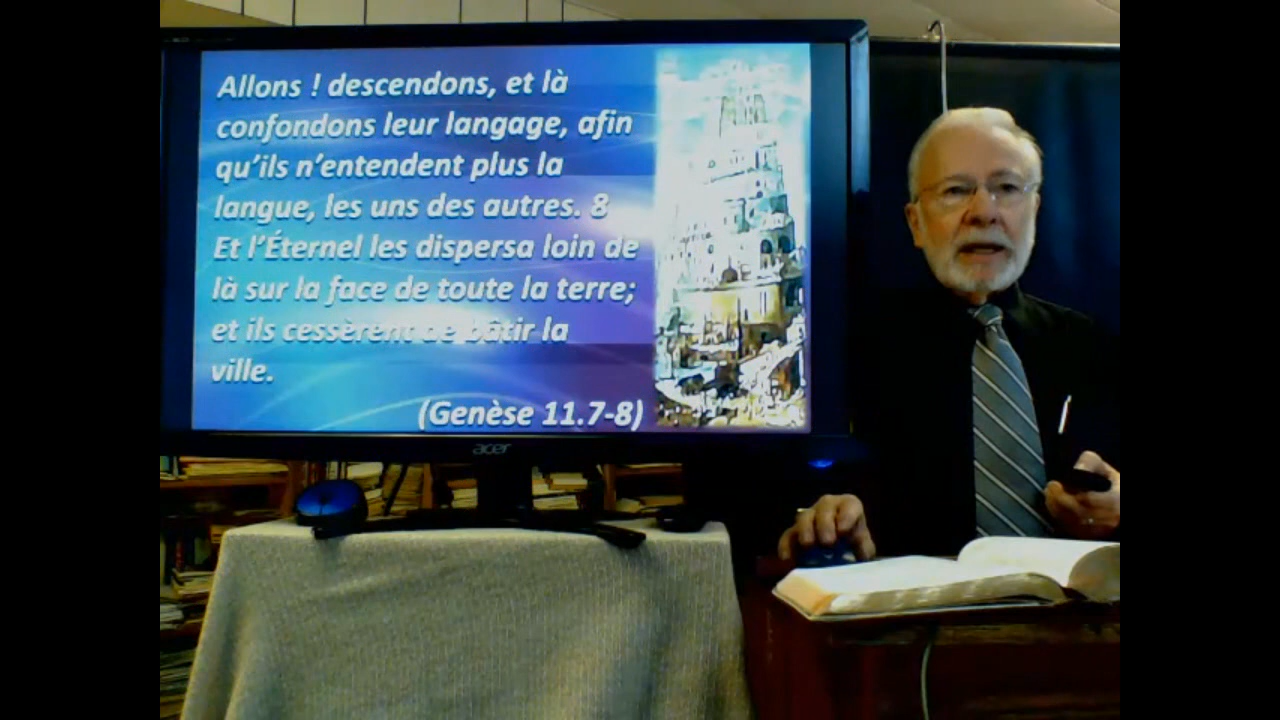 Allons ! descendons, et là
confondons leur langage, afin
qu’ils n’entendent plus la
langue, les uns des autres. 8
Et l’Éternel les dispersa loin de
là sur la face de toute la terre;
et ils cessèrent de bâtir la
ville.
(Genèse 11.7-8)
acer